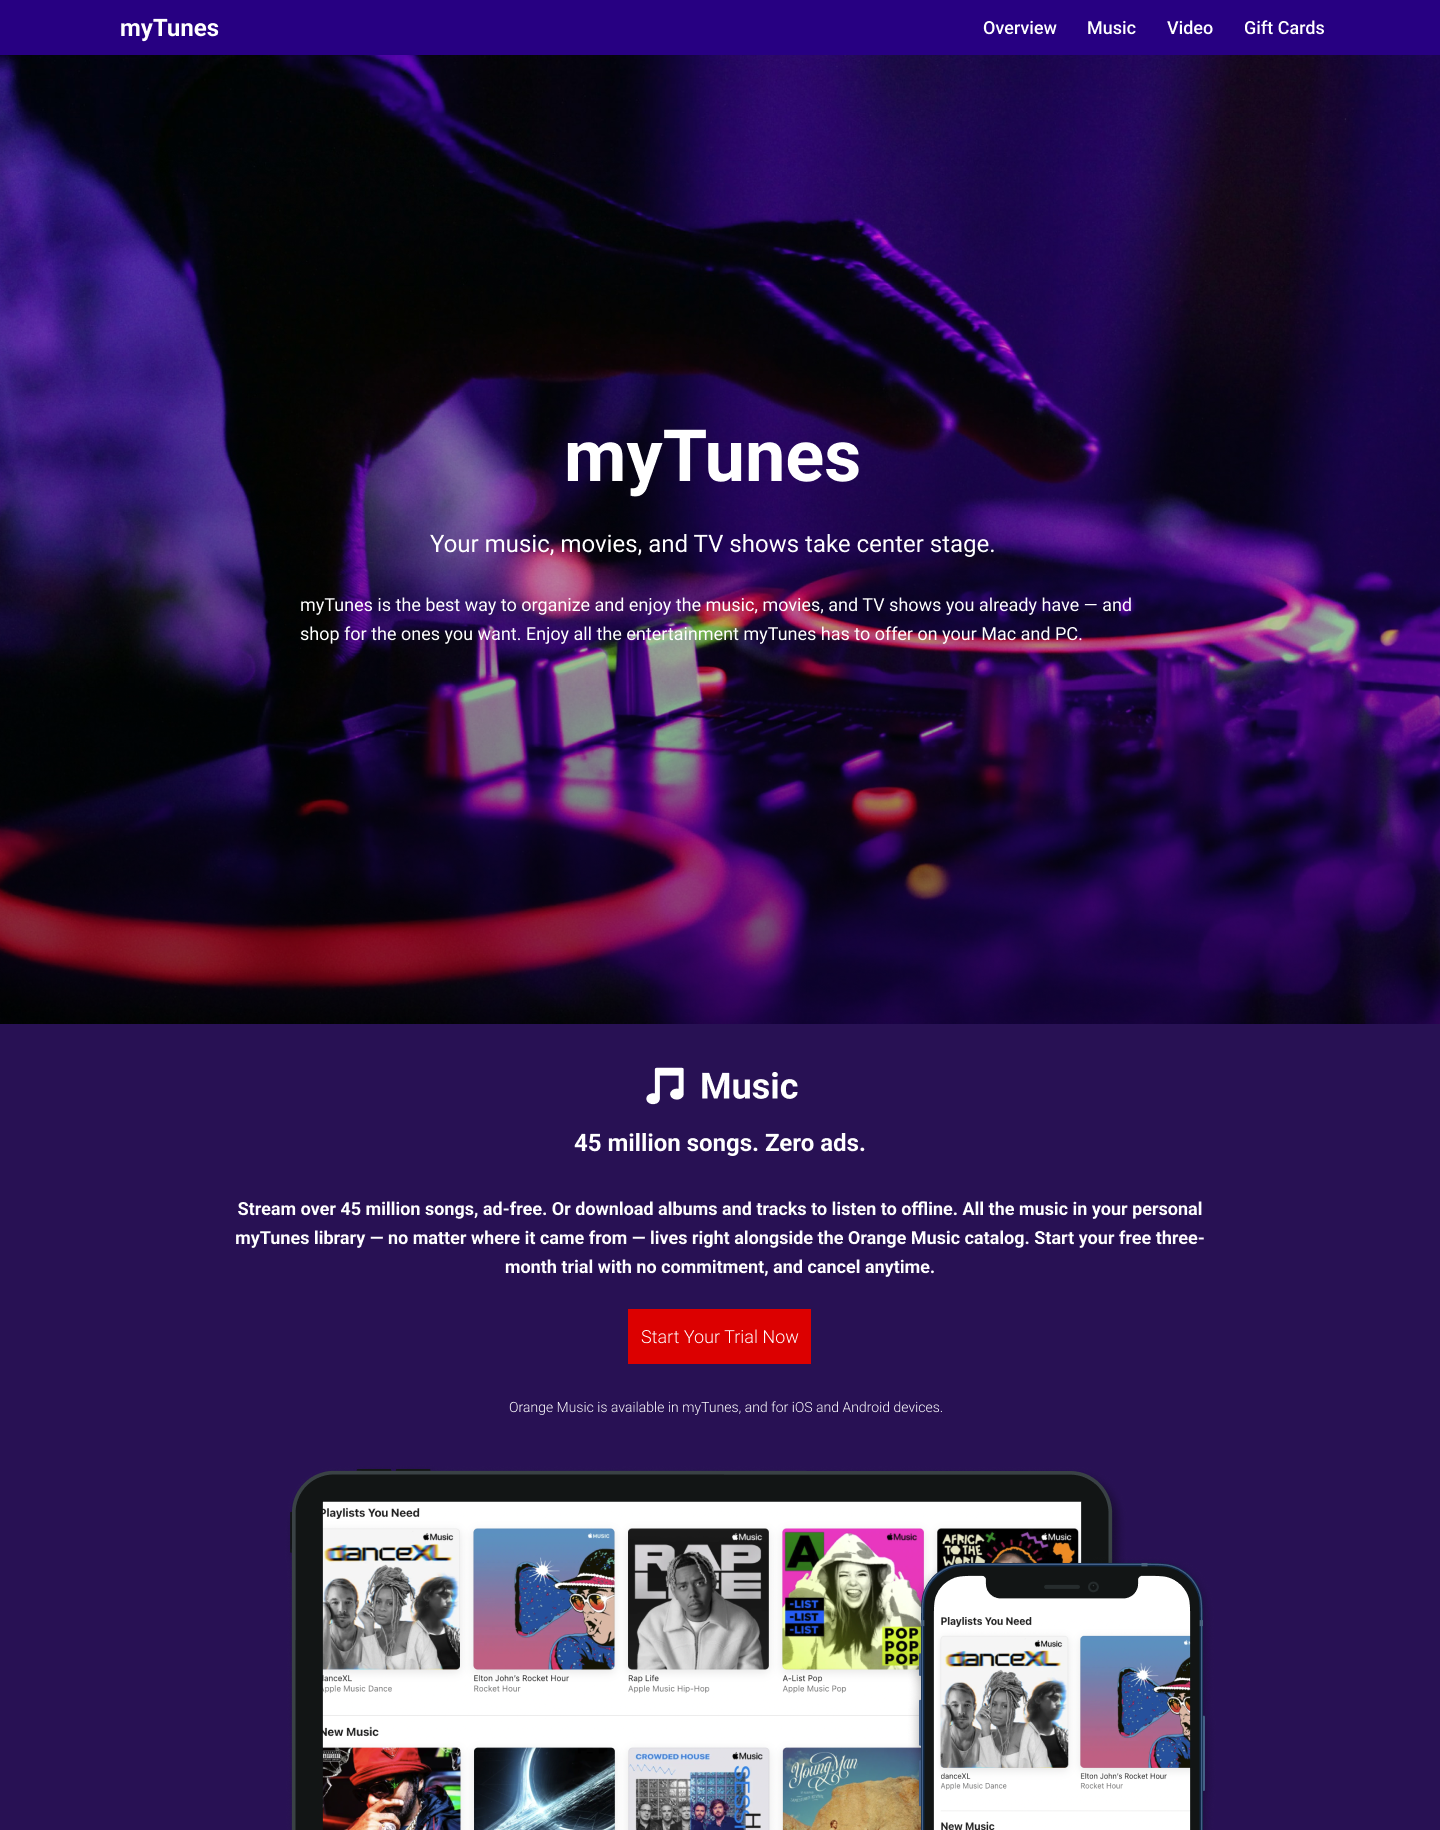 myTunes
Overview Music Video Gift Cards
myTunes
Your music, movies, and TV shows take center stage.
myTunes is the best way to organize and enjoy the music, movies, and TV shows you already have — and
shop for the ones you want. Enjoy all the entertainment myTunes has to offer on your Mac and PC.
Music
45 million songs. Zero ads.
Stream over 45 million songs, ad-free. Or download albums and tracks to listen to offline. All the music in your personal
myTunes library — no matter where it came from — lives right alongside the Orange Music catalog. Start your free three-
month trial with no commitment, and cancel anytime.
Start Your Trial Now
Orange Music is available in myTunes, and for iOS and Android devices.
Playlists You Need
Music
danceXL
MUSIC
Music
RAP
LIFE
Music
A
-LIST
-LIST
-LIST
POP
POP
POP
Music
AFRICA
TO THE
WORLD
danceXL
Apple Music Dance
Elton John's Rocket Hour
Rocket Hour
Rap Life
Apple Music Hip-Hop
A-List Pop
Apple Music Pop
New Music
CROWDED HOUSE
Music
Young Man
Playlists You Need
Music
danceXL
danceXL
Apple Music Dance
Elton John's Rocket Hour
Rocket Hour
New Music